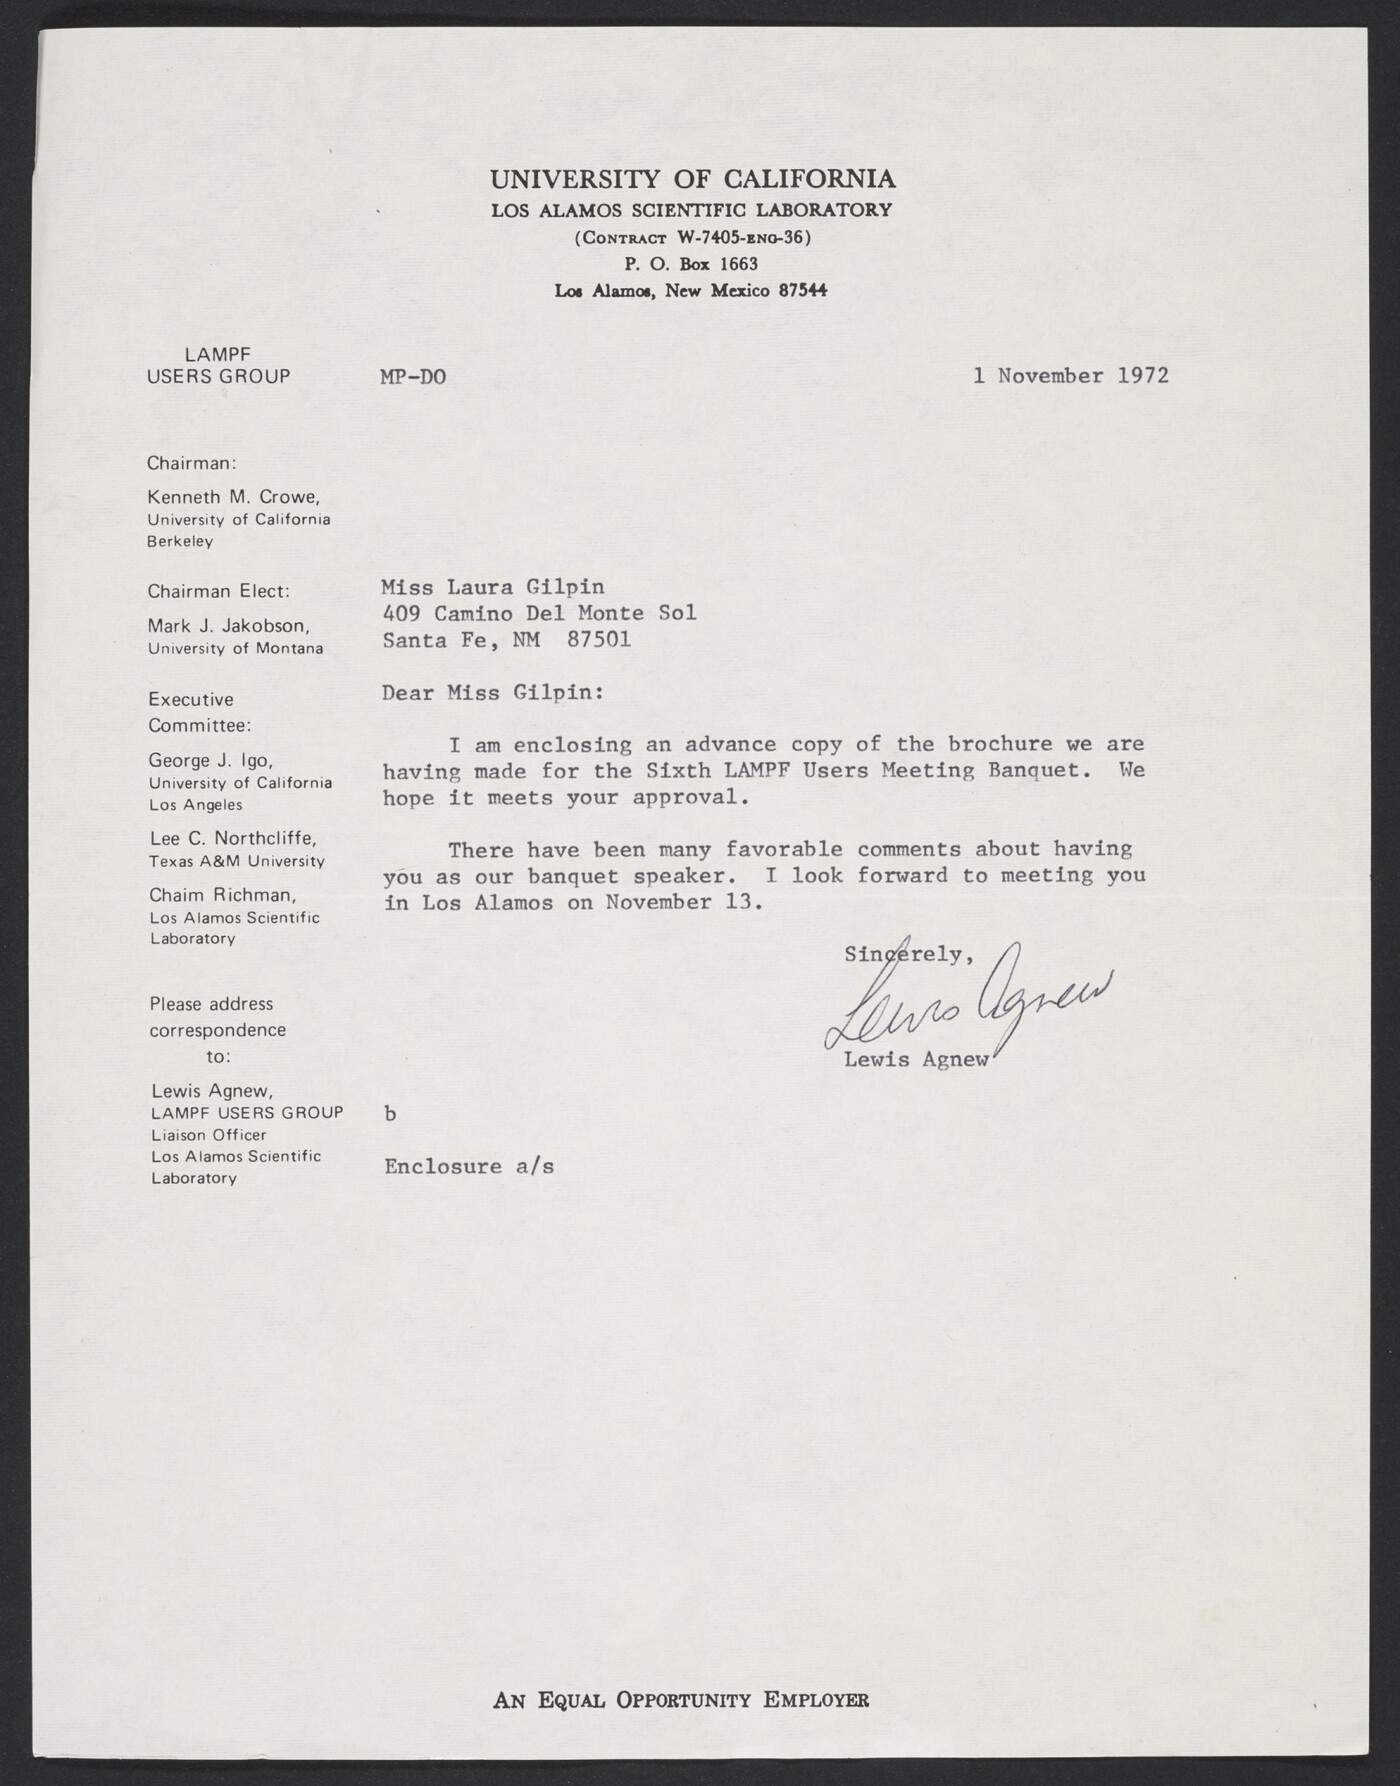 UNIVERSITY OF CALIFORNIA
LOS ALAMOS SCIENTIFIC LABORATORY
(CONTRACT W-7405-ENG-36)
P. O. Box 1663
Los Alamos, New Mexico 87544
LAMPF
USERS GROUP
MP-DO
1 November 1972
Chairman:
Kenneth M. Crowe,
University of California
Berkeley
Chairman Elect:
Mark J. Jakobson,
University of Montana
Executive
Committee:
George J. Igo,
University of California
Los Angeles
Lee C. Northcliffe,
Texas A&M University
Chaim Richman,
Los Alamos Scientific
Laboratory
Please address
correspondence
to:
Lewis Agnew,
LAMPF USERS GROUP
Liaison Officer
Los Alamos Scientific
Laboratory
Miss Laura Gilpin
409 Camino Del Monte Sol
Santa Fe, NM 87501
Dear Miss Gilpin:
I am enclosing an advance copy of the brochure we are
having made for the Sixth LAMPF Users Meeting Banquet. We
hope it meets your approval.
There have been many favorable comments about having
you as our banquet speaker. I look forward to meeting you
in Los Alamos on November 13.
Sincerely,
Lewis Agnew
Lewis Agnew
b
Enclosure a/s
AN EQUAL OPPORTUNITY EMPLOYER